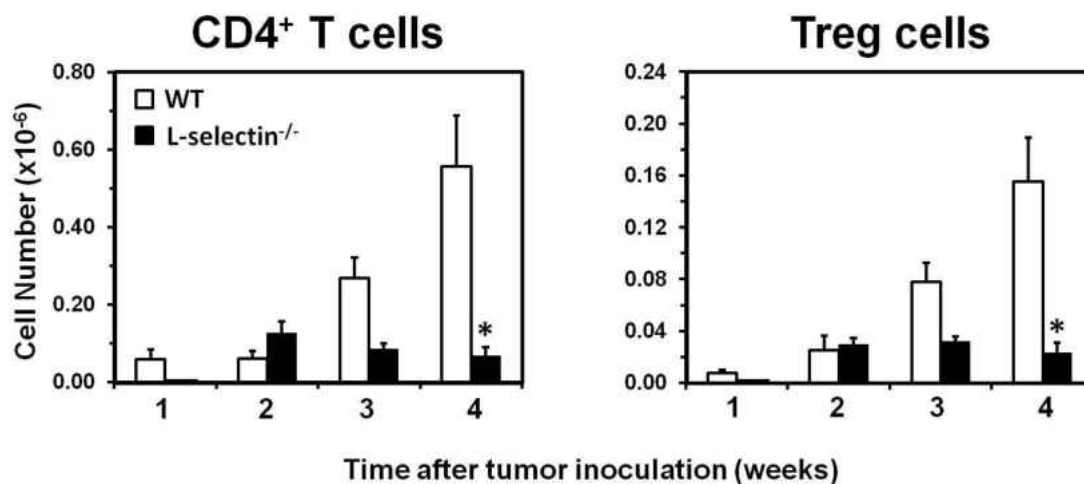 CD4⁺ T cells
Treg cells
Cell Number (x10⁻⁶)
0.80
0.60
0.40
0.20
0.00
WT
L-selectin⁻/⁻
*
1 2 3 4
0.24
0.20
0.16
0.12
0.08
0.04
0.00
*
1 2 3 4
Time after tumor inoculation (weeks)